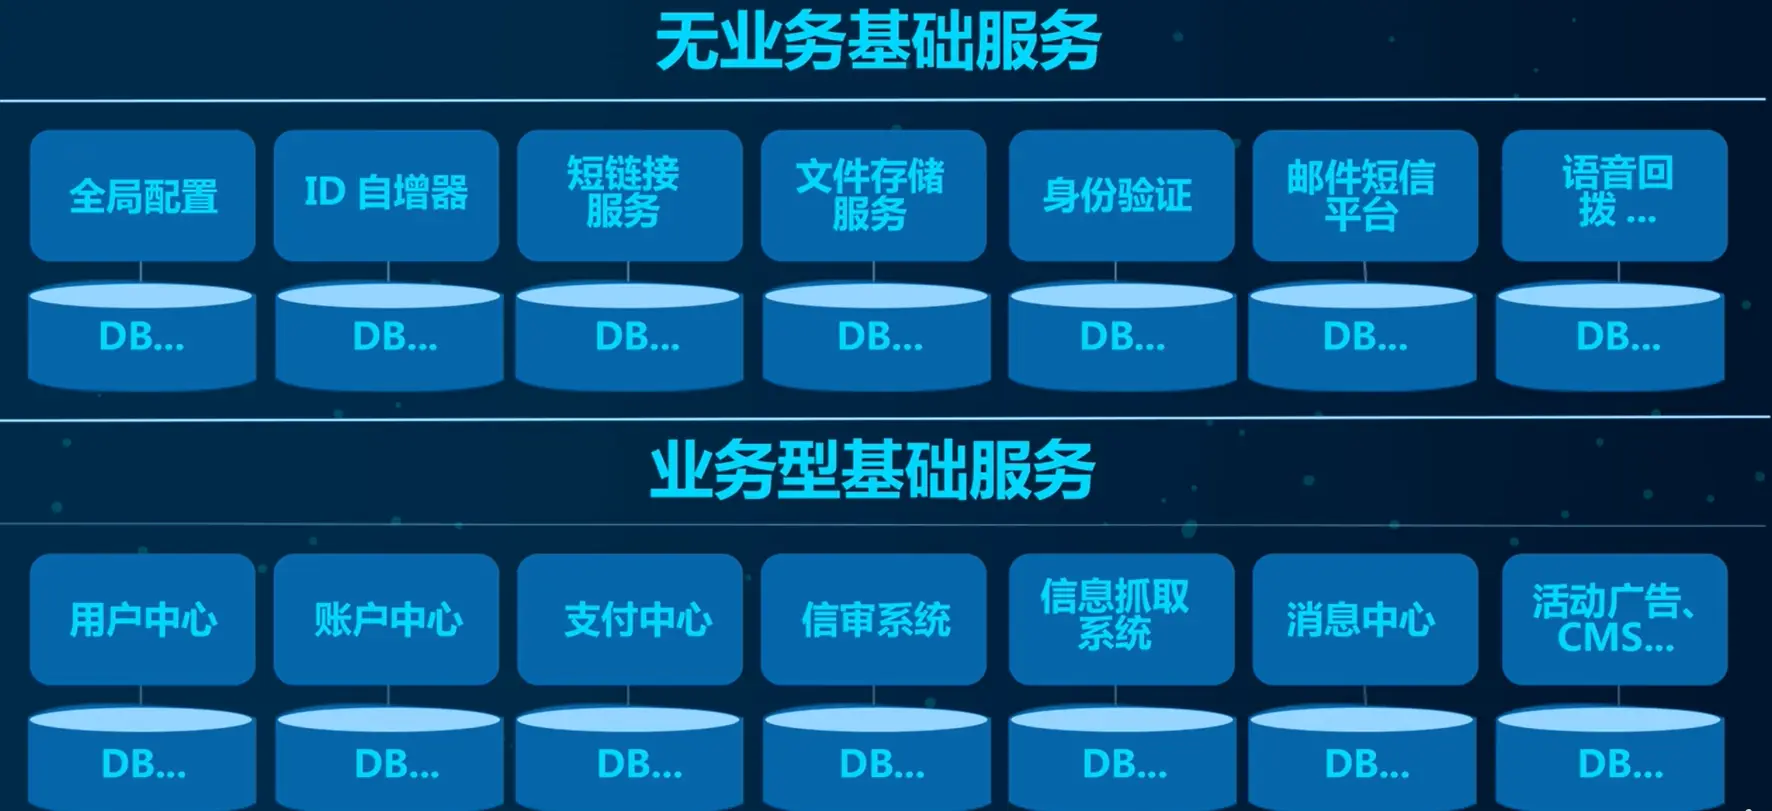 无业务基础服务
全局配置
ID 自增器
短链接
服务
文件存储
服务
身份验证
邮件短信
平台
语音回
拨 ...
DB...
DB...
DB...
DB...
DB...
DB...
DB...
业务型基础服务
用户中心
账户中心
支付中心
信审系统
信息抓取
系统
消息中心
活动广告、
CMS...
DB...
DB...
DB...
DB...
DB...
DB...
DB...